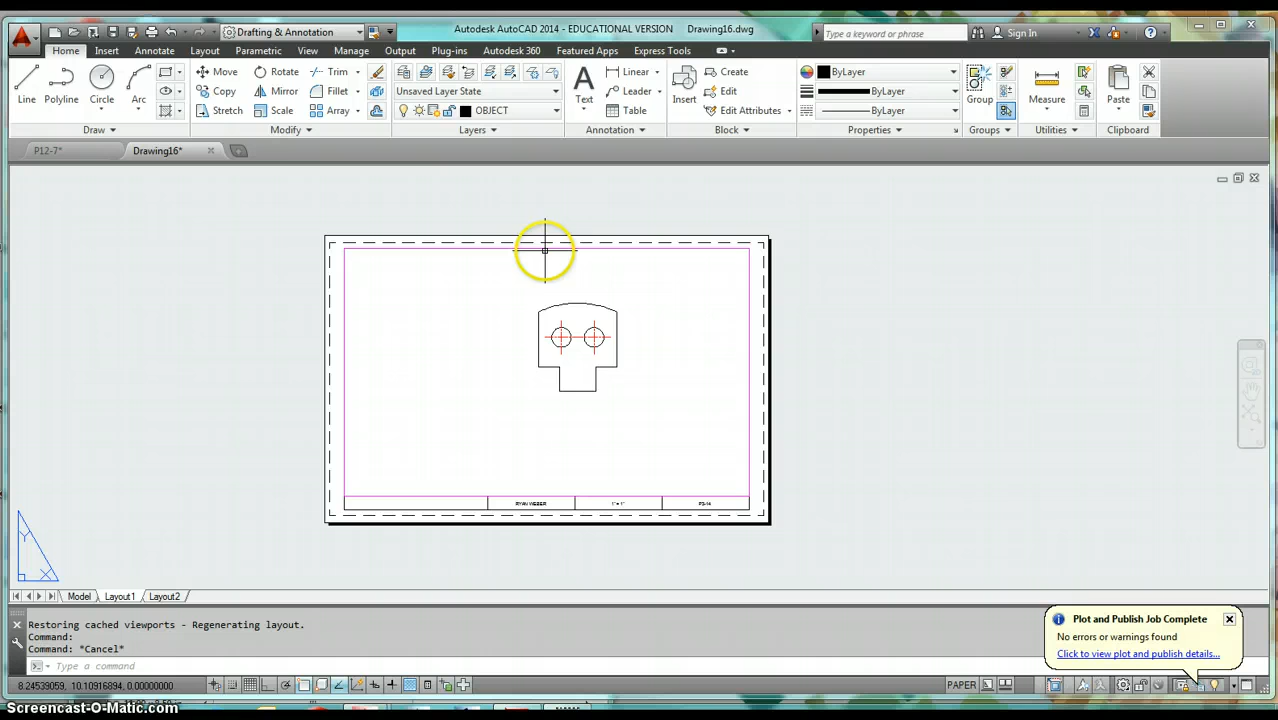 Drafting & Annotation
Autodesk AutoCAD 2014 - EDUCATIONAL VERSION Drawing16.dwg
Type a keyword or phrase
Sign In
Home Insert Annotate Layout Parametric View Manage Output Plug-ins Autodesk 360 Featured Apps Express Tools
Line Polyline Circle Arc
Move Rotate Trim
Copy Mirror Fillet
Stretch Scale Array
Unsaved Layer State
OBJECT
Text
Linear
Leader
Table
Insert
Create
Edit
Edit Attributes
ByLayer
ByLayer
ByLayer
Group
Measure
Paste
Draw Modify Layers Annotation Block Properties Groups Utilities Clipboard
P12-7* Drawing16*
RYAN WEBER 1" = 1" P3-14
Y
X
Model Layout1 Layout2
Restoring cached viewports - Regenerating layout.
Command:
Command: *Cancel*
Type a command
Plot and Publish Job Complete
No errors or warnings found
Click to view plot and publish details...
8.24539059, 10.10916894, 0.00000000
PAPER
Screencast-O-Matic.com